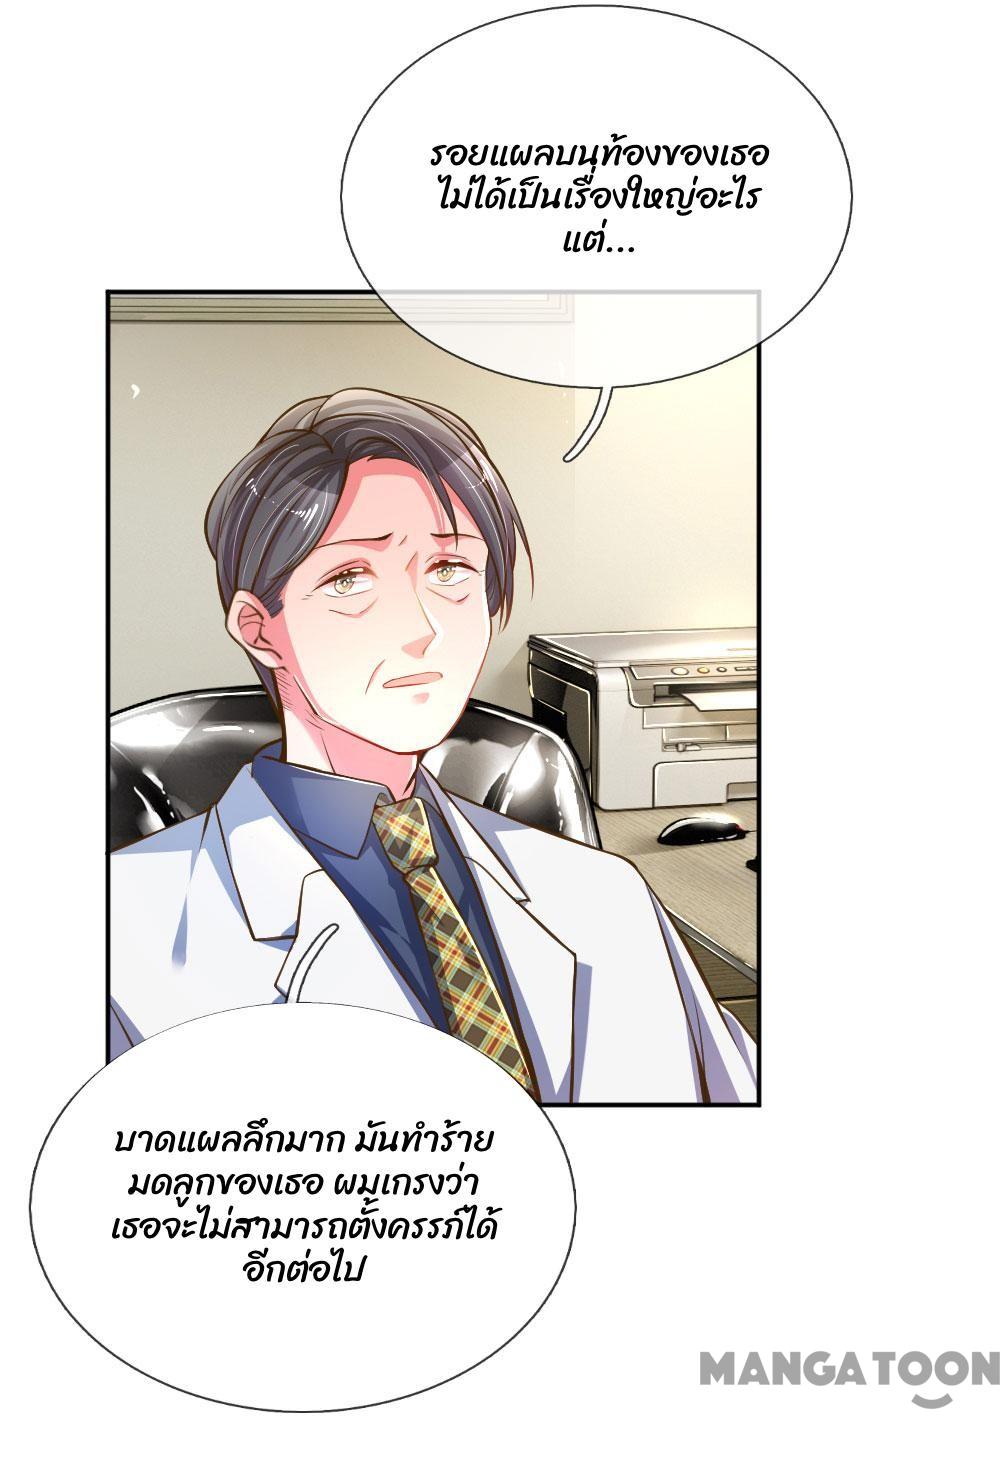 รอยแผลบนท้องของเธอ
ไม่ได้เป็นเรื่องใหญ่อะไร
แต่...
บาดแผลลึกมาก มันทำร้าย
มดลูกของเธอ ผมเกรงว่า
เธอจะไม่สามารถตั้งครรภ์ได้
อีกต่อไป
MANGATOON